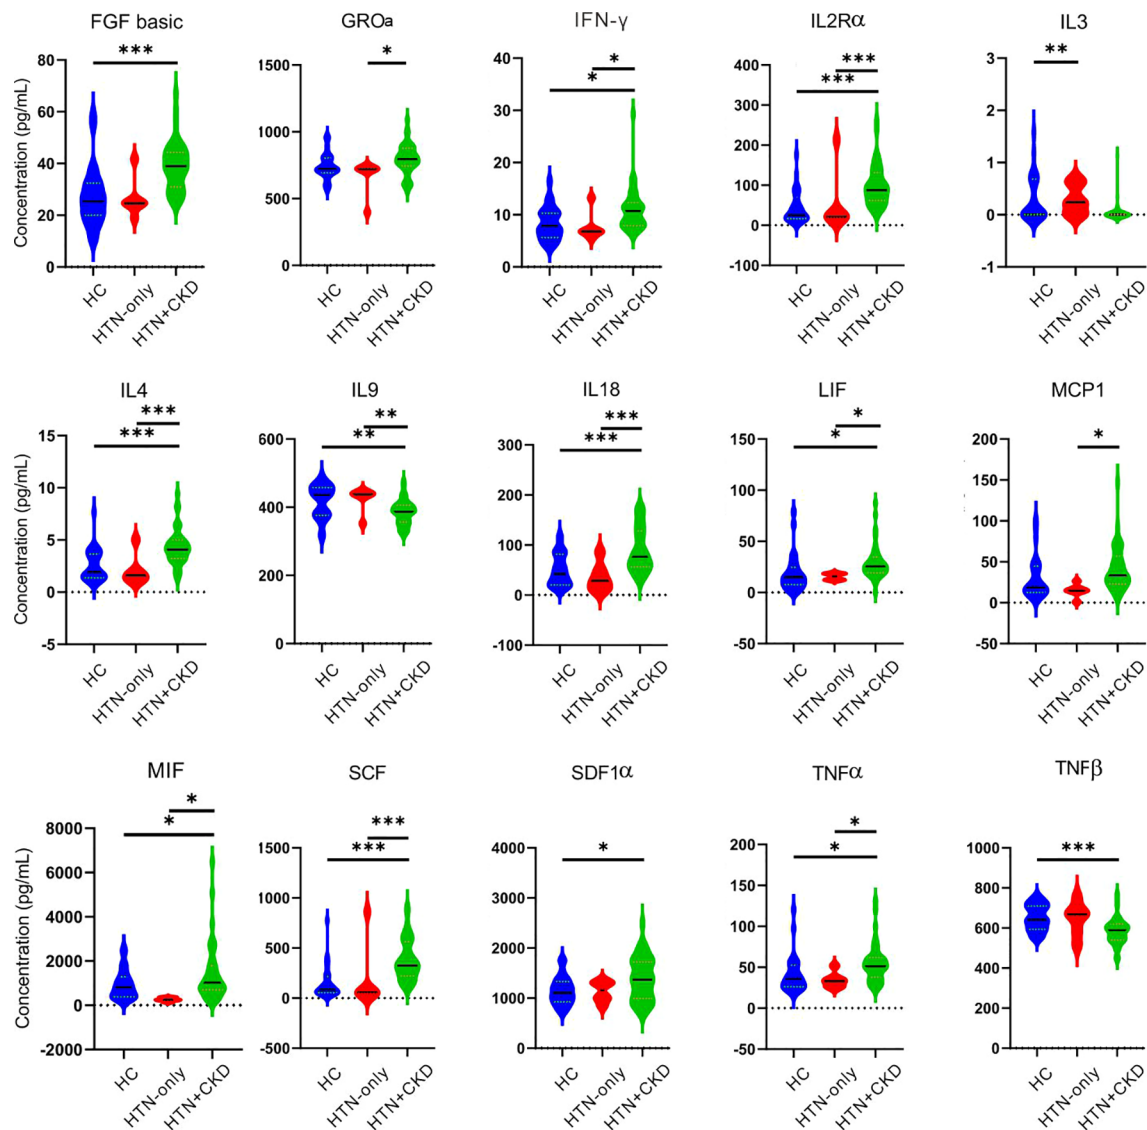 FGF basic
GROa
IFN-γ
IL2Rα
IL3
***
*
*
*
***
***
**
Concentration (pg/mL)
80
60
40
20
0
1500
1000
500
0
40
30
20
10
0
400
300
200
100
0
-100
3
2
1
0
-1
HC
HTN-only
HTN+CKD
HC
HTN-only
HTN+CKD
HC
HTN-only
HTN+CKD
HC
HTN-only
HTN+CKD
HC
HTN-only
HTN+CKD
IL4
IL9
IL18
LIF
MCP1
***
***
**
**
***
***
*
*
*
Concentration (pg/mL)
15
10
5
0
-5
600
400
200
0
300
200
100
0
-100
150
100
50
0
-50
200
150
100
50
0
-50
HC
HTN-only
HTN+CKD
HC
HTN-only
HTN+CKD
HC
HTN-only
HTN+CKD
HC
HTN-only
HTN+CKD
HC
HTN-only
HTN+CKD
MIF
SCF
SDF1α
TNFα
TNFβ
*
*
***
***
*
*
*
***
Concentration (pg/mL)
8000
6000
4000
2000
0
-2000
1500
1000
500
0
-500
4000
3000
2000
1000
0
200
150
100
50
0
-50
1000
800
600
400
200
0
HC
HTN-only
HTN+CKD
HC
HTN-only
HTN+CKD
HC
HTN-only
HTN+CKD
HC
HTN-only
HTN+CKD
HC
HTN-only
HTN+CKD